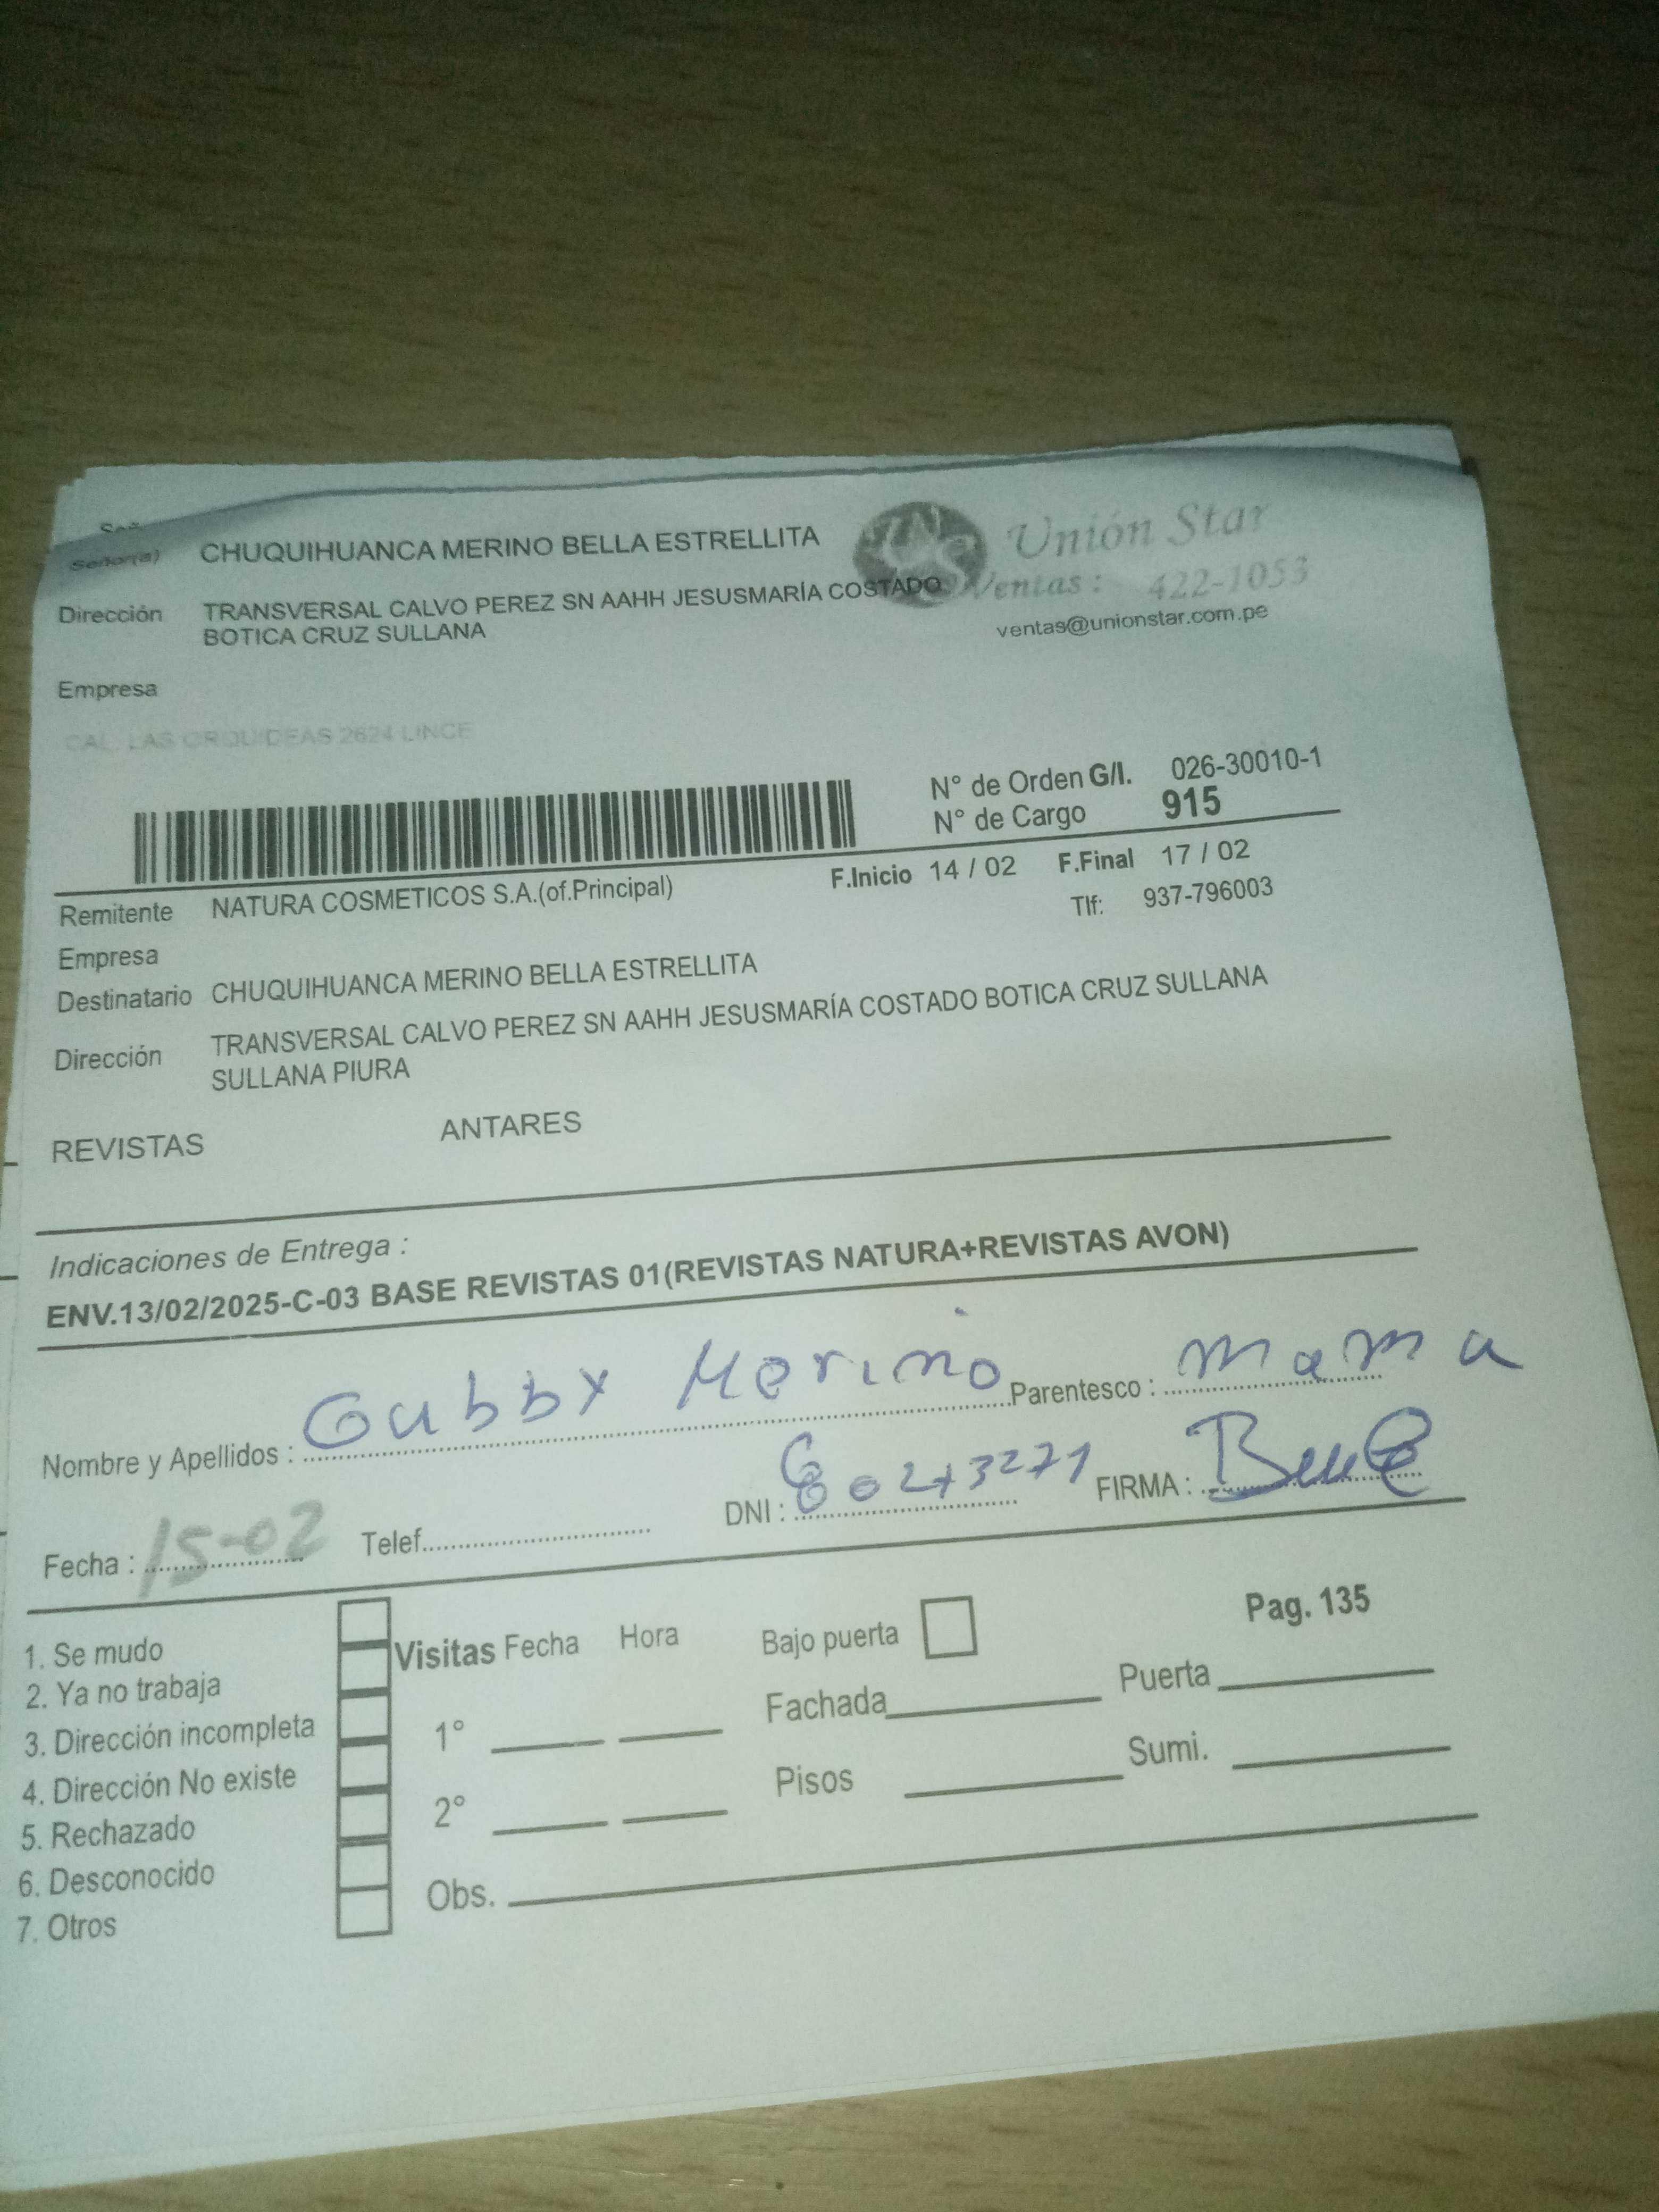 Señor(a) CHUQUIHUANCA MERINO BELLA ESTRELLITA
Unión Star
Ventas: 422-1053
ventas@unionstar.com.pe
Dirección TRANSVERSAL CALVO PEREZ SN AAHH JESUSMARÍA COSTADO
BOTICA CRUZ SULLANA
Empresa
CAL. LAS ORQUIDEAS 2624 LINCE
N° de Orden G/I. 026-30010-1
N° de Cargo 915
F.Inicio 14 / 02 F.Final 17 / 02
Remitente NATURA COSMETICOS S.A.(of.Principal) Tlf: 937-796003
Empresa
Destinatario CHUQUIHUANCA MERINO BELLA ESTRELLITA
Dirección TRANSVERSAL CALVO PEREZ SN AAHH JESUSMARÍA COSTADO BOTICA CRUZ SULLANA
SULLANA PIURA
REVISTAS ANTARES
Indicaciones de Entrega :
ENV.13/02/2025-C-03 BASE REVISTAS 01(REVISTAS NATURA+REVISTAS AVON)
Nombre y Apellidos : Gabby Merino Parentesco : mama
Fecha : 15-02 Telef. DNI : FIRMA :
Pag. 135
1. Se mudo
2. Ya no trabaja
3. Dirección incompleta
4. Dirección No existe
5. Rechazado
6. Desconocido
7. Otros
Visitas Fecha Hora
1°
2°
Obs.
Bajo puerta
Fachada Puerta
Pisos Sumi.